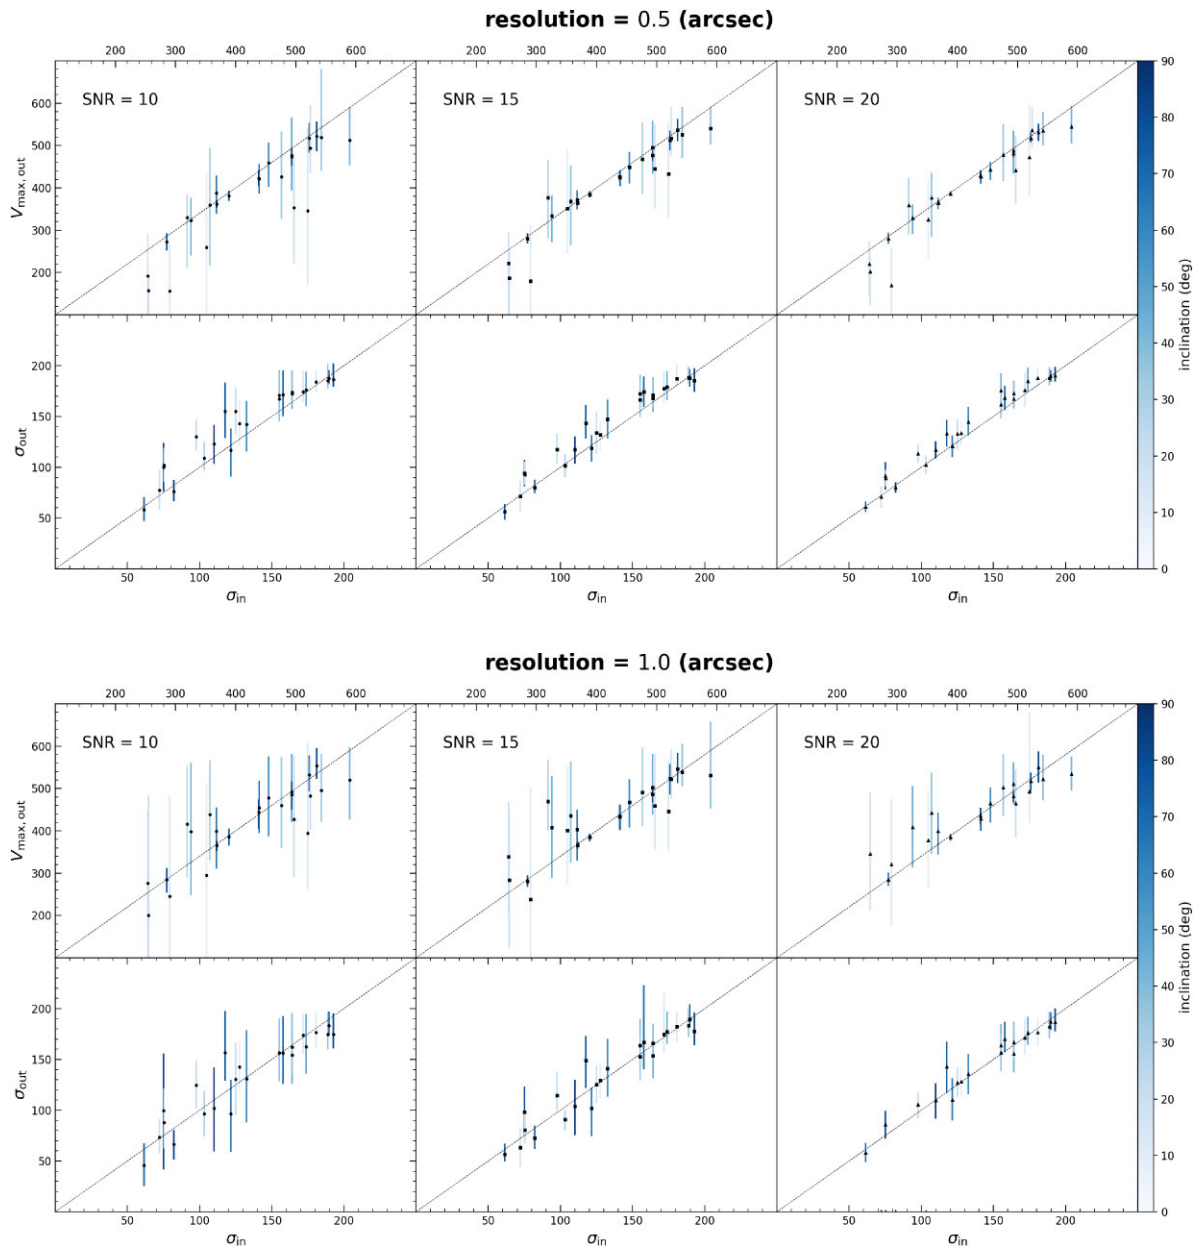 resolution = 0.5 (arcsec)
200 300 400 500 600 200 300 400 500 600 200 300 400 500 600
SNR = 10 SNR = 15 SNR = 20
600
500
400
300
200
V_max,out
200
150
100
50
σ_out
50 100 150 200 50 100 150 200 50 100 150 200
σ_in σ_in σ_in
90
80
70
60
50
40
30
20
10
0
inclination (deg)
resolution = 1.0 (arcsec)
200 300 400 500 600 200 300 400 500 600 200 300 400 500 600
SNR = 10 SNR = 15 SNR = 20
600
500
400
300
200
V_max,out
200
150
100
50
σ_out
50 100 150 200 50 100 150 200 50 100 150 200
σ_in σ_in σ_in
90
80
70
60
50
40
30
20
10
0
inclination (deg)